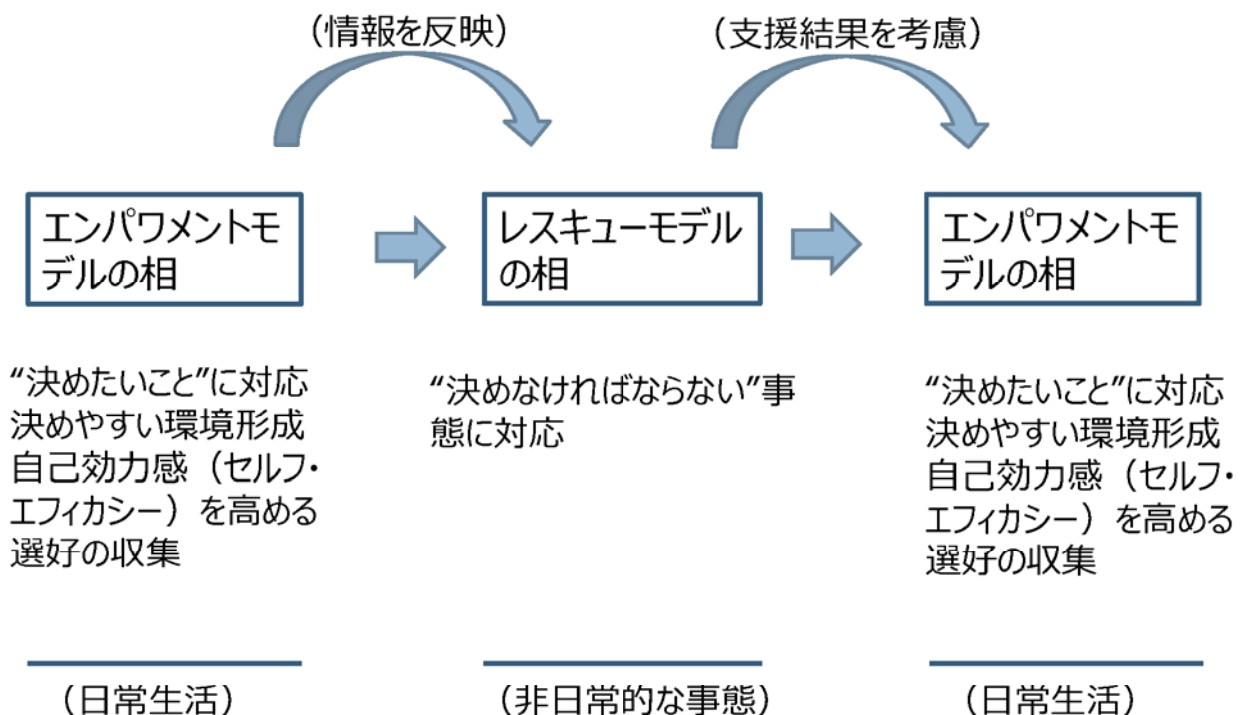 （情報を反映）
（支援結果を考慮）
エンパワメントモ
デルの相
レスキューモデル
の相
エンパワメントモ
デルの相
“決めたいこと”に対応
決めやすい環境形成
自己効力感（セルフ・
エフィカシー）を高める
選好の収集
“決めなければならない”事
態に対応
“決めたいこと”に対応
決めやすい環境形成
自己効力感（セルフ・
エフィカシー）を高める
選好の収集
（日常生活）
（非日常的な事態）
（日常生活）